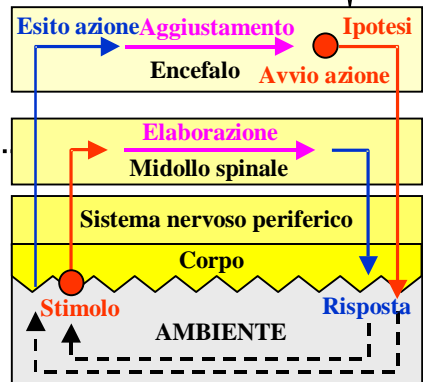 Esito azione Aggiustamento Ipotesi
Encefalo Avvio azione
Elaborazione
Midollo spinale
Sistema nervoso periferico
Corpo
Stimolo Risposta
AMBIENTE